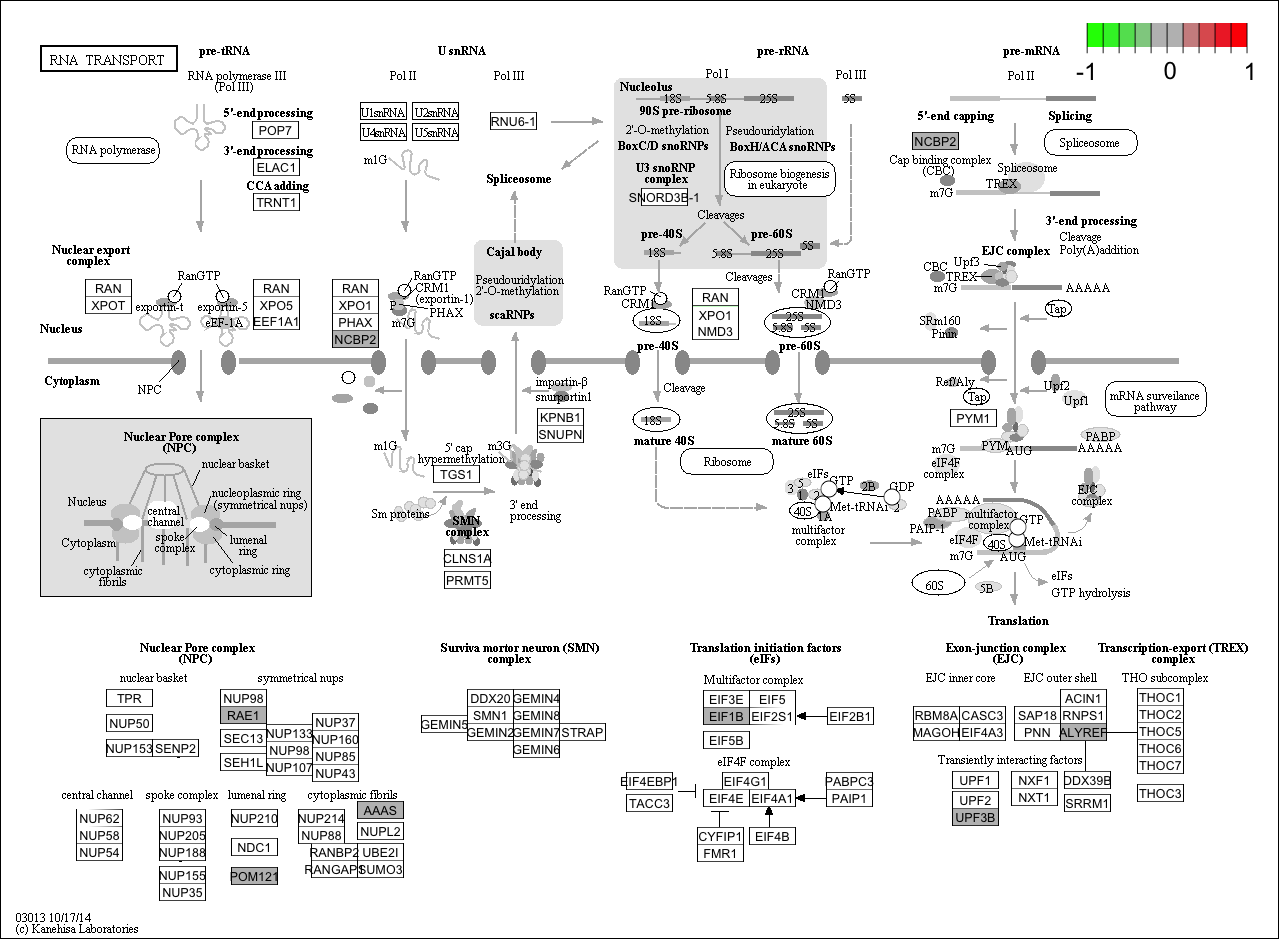 RNA TRANSPORT
pre-tRNA
U snRNA
pre-rRNA
pre-mRNA
-1 0 1
RNA polymerase III
(Pol III)
Pol II
Pol III
Pol I
Pol III
Pol II
5'-end processing
POP7
3'-end processing
ELAC1
CCA adding
TRNT1
RNA polymerase
U1snRNA
U2snRNA
U4snRNA
U5snRNA
m1G
RNU6-1
Spliceosome
Nucleolus
18S 5.8S 25S
5S
90S pre-ribosome
2'-O-methylation
BoxC/D snoRNPs
Pseudouridylation
BoxH/ACA snoRNPs
U3 snoRNP
complex
SNORD3B-1
Ribosome biogenesis
in eukaryote
Cleavages
pre-40S
18S
pre-60S
5.8S 25S 5S
5'-end capping
Splicing
NCBP2
Spliceosome
Cap binding complex
(CBC)
m7G
Spliceosome
TREX
3'-end processing
Cleavage
Poly(A)addition
EJC complex
CBC
Upf3
TREX
m7G
AAAAA
Nuclear export
complex
RAN
XPOT
RanGTP
exportin-t
exportin-5
eEF-1A
RAN
XPO5
EEF1A1
RAN
XPO1
PHAX
NCBP2
RanGTP
CRM1
(exportin-1)
P
PHAX
m7G
Cajal body
Pseudouridylation
2'-O-methylation
scaRNPs
Cleavages
RanGTP
CRM1
18S
RAN
XPO1
NMD3
RanGTP
CRM1
NMD3
25S
5.8S 5S
Tap
SRm160
Pinin
Nucleus
Cytoplasm
NPC
pre-40S
pre-60S
Cleavage
18S
mature 40S
25S
5.8S 5S
mature 60S
importin-β
snurportin1
KPNB1
SNUPN
Ref/Aly
Tap
Upf2
Upf1
mRNA surveilance
pathway
PYM1
m7G
PYM
AUG
PABP
AAAAA
eIF4F
complex
Nuclear Pore complex
(NPC)
nuclear basket
Nucleus
nucleoplasmic ring
(symmetrical nups)
central
channel
spoke
complex
lumenal
ring
Cytoplasm
cytoplasmic
fibrils
cytoplasmic ring
m1G
5' cap
hypermethylation
TGS1
m3G
Sm proteins
3' end
processing
SMN
complex
CLNS1A
PRMT5
Ribosome
eIFs
3 5
1 2
GTP
2B
GDP
40S
Met-tRNAi
2
1A
multifactor
complex
AAAAA
PABP
PAIP-1
multifactor
complex
GTP
eIF4F
40S
Met-tRNAi
m7G
AUG
EJC
complex
60S
5B
eIFs
GTP hydrolysis
Translation
Nuclear Pore complex
(NPC)
nuclear basket
TPR
NUP50
NUP153
SENP2
symmetrical nups
NUP98
RAE1
SEC13
SEH1L
NUP133
NUP98
NUP107
NUP37
NUP160
NUP85
NUP43
central channel
NUP62
NUP58
NUP54
spoke complex
NUP93
NUP205
NUP188
NUP155
NUP35
lumenal ring
NUP210
NDC1
POM121
cytoplasmic fibrils
NUP214
NUP88
AAAS
NUPL2
RANBP2
UBE2I
RANGAP1
SUMO3
Surviva mortor neuron (SMN)
complex
GEMIN5
DDX20
GEMIN4
SMN1
GEMIN8
GEMIN2
GEMIN7
STRAP
GEMIN6
Translation initiation factors
(eIFs)
Multifactor complex
EIF3E
EIF5
EIF1B
EIF2S1
EIF2B1
EIF5B
eIF4F complex
EIF4EBP1
TACC3
EIF4G1
EIF4E
EIF4A1
PABPC3
PAIP1
CYFIP1
FMR1
EIF4B
Exon-junction complex
(EJC)
EJC inner core
RBM8A
CASC3
MAGOH
EIF4A3
EJC outer shell
ACIN1
SAP18
RNPS1
PNN
ALYREF
Transiently interacting factors
UPF1
UPF2
UPF3B
NXF1
NXT1
DDX39B
SRRM1
Transcription-export (TREX)
complex
THO subcomplex
THOC1
THOC2
THOC5
THOC6
THOC7
THOC3
03013 10/17/14
(c) Kanehisa Laboratories